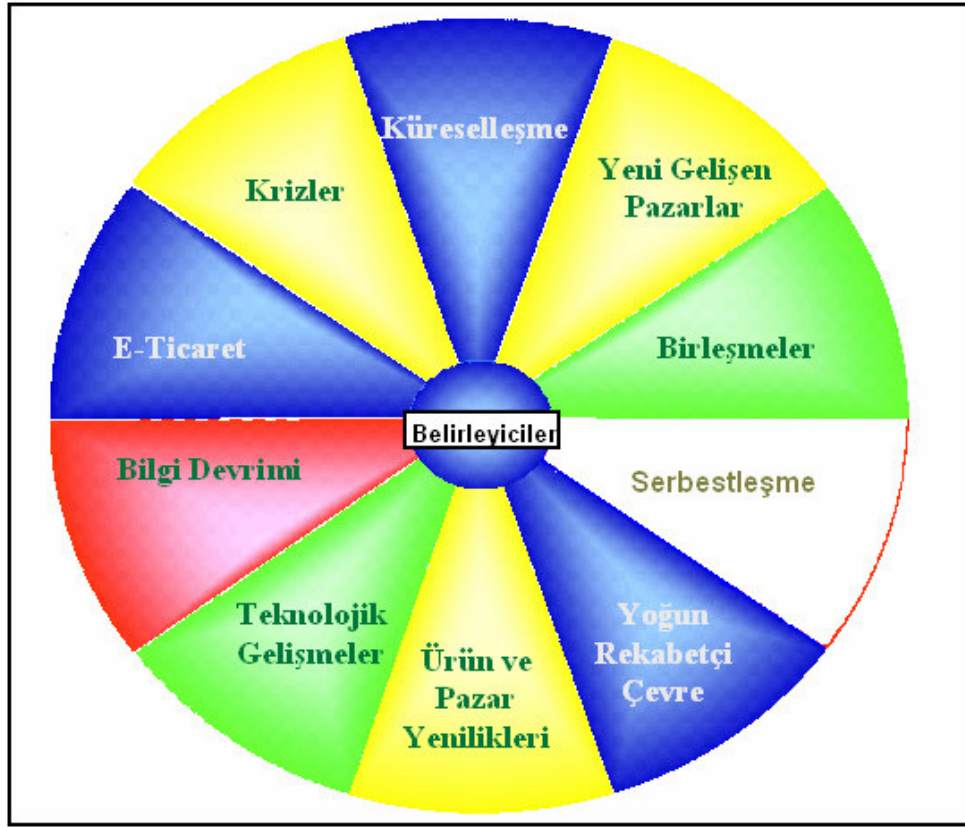 Küreselleşme
Yeni Gelişen
Pazarlar
Birleşmeler
Serbestleşme
Yoğun
Rekabetçi
Çevre
Ürün ve
Pazar
Yenilikleri
Teknolojik
Gelişmeler
Bilgi Devrimi
E-Ticaret
Krizler
Belirleyiciler